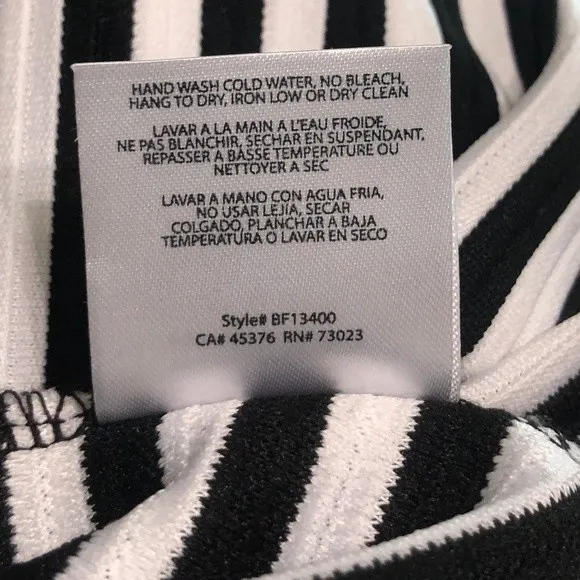 HAND WASH COLD WATER, NO BLEACH,
HANG TO DRY, IRON LOW OR DRY CLEAN
LAVAR A LA MAIN A L'EAU FROIDE,
NE PAS BLANCHIR, SECHAR EN SUSPENDANT,
REPASSER A BASSE TEMPERATURE OU
NETTOYER A SEC
LAVAR A MANO CON AGUA FRIA,
NO USAR LEJÍA, SECAR
COLGADO, PLANCHAR A BAJA
TEMPERATURA O LAVAR EN SECO
Style# BF13400
CA# 45376 RN# 73023